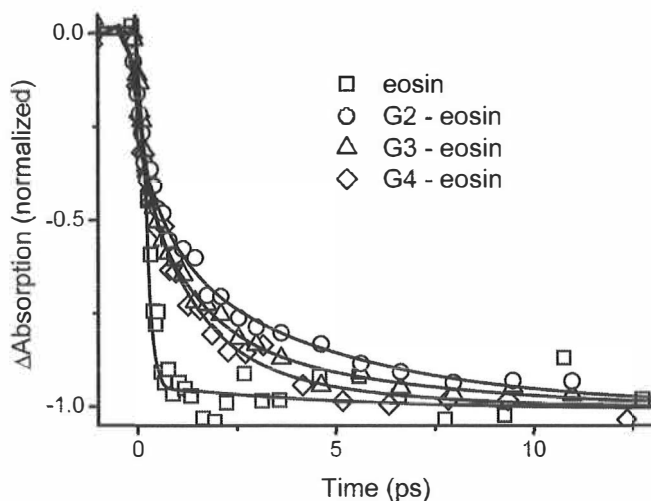 0.0
-0.5
-1.0
ΔAbsorption (normalized)
eosin
G2 - eosin
G3 - eosin
G4 - eosin
0
5
10
Time (ps)